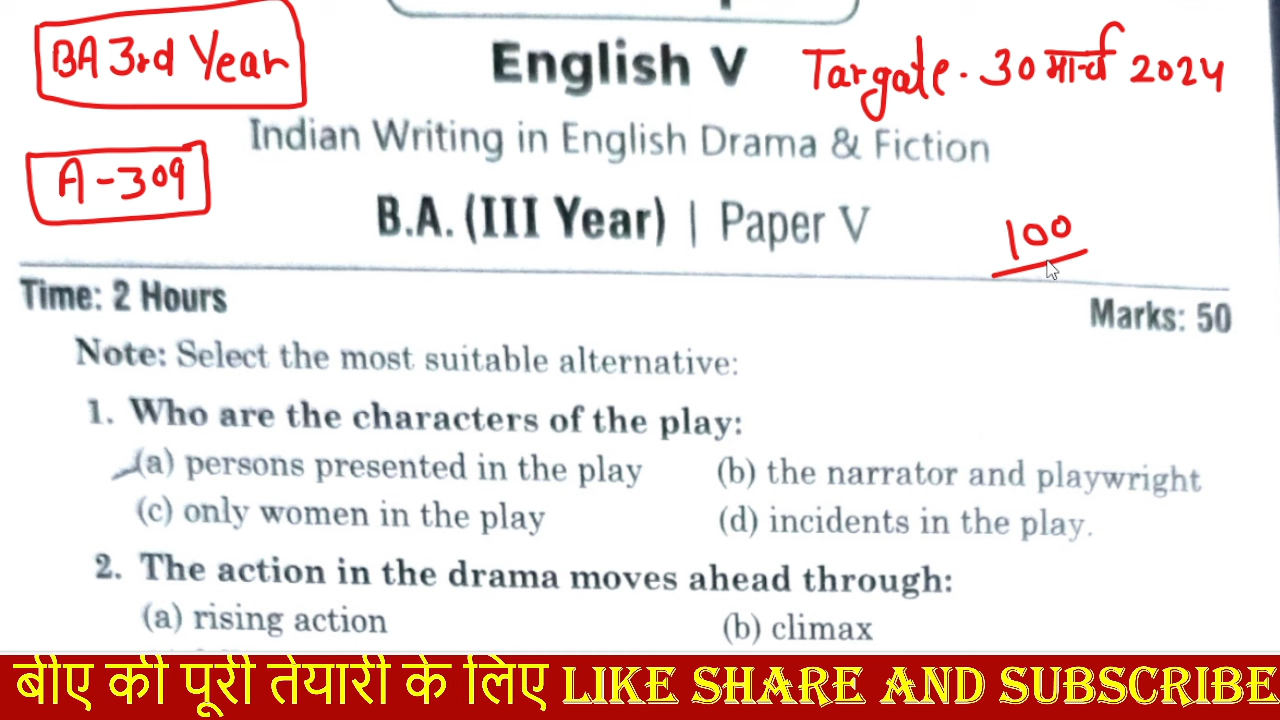 BA 3rd Year
English V
Targate. 30 मार्च 2024
Indian Writing in English Drama & Fiction
A-309
B.A. (III Year) | Paper V
100
Time: 2 Hours
Marks: 50
Note: Select the most suitable alternative:
1. Who are the characters of the play:
(a) persons presented in the play (b) the narrator and playwright
(c) only women in the play (d) incidents in the play.
2. The action in the drama moves ahead through:
(a) rising action (b) climax
बीए की पूरी तेयारी के लिए LIKE SHARE AND SUBSCRIBE